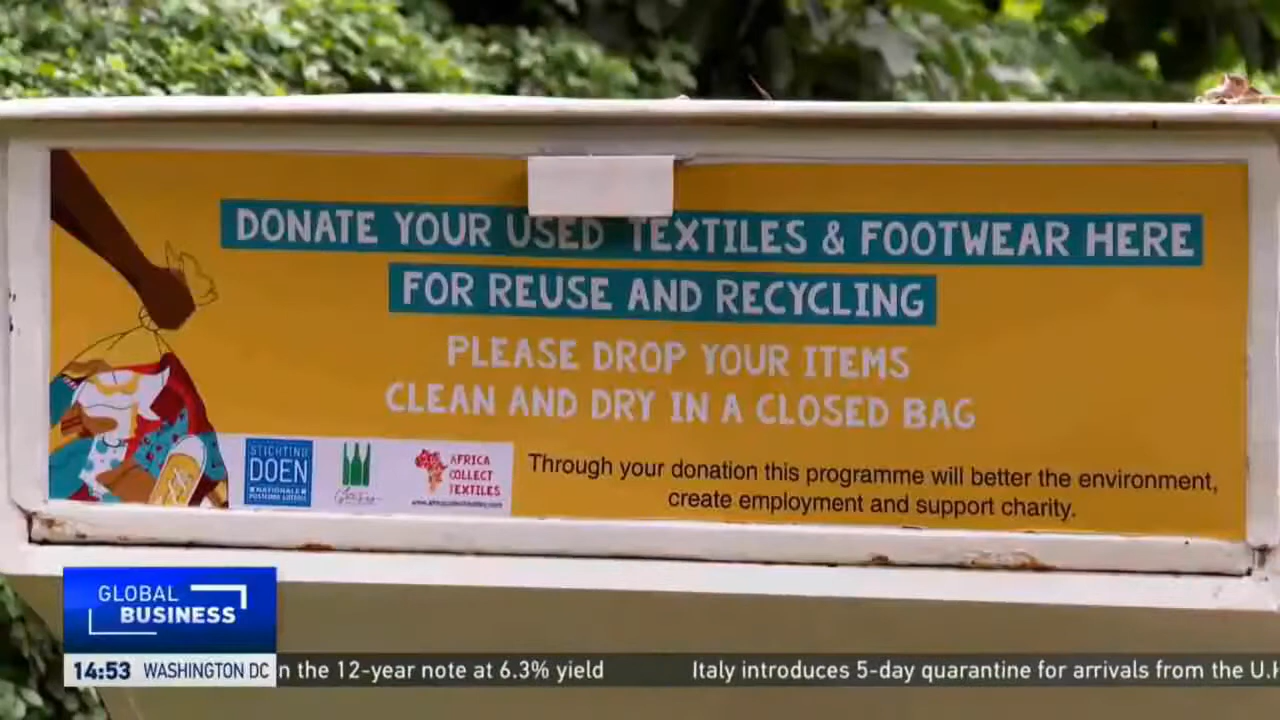 DONATE YOUR USED TEXTILES & FOOTWEAR HERE
FOR REUSE AND RECYCLING
PLEASE DROP YOUR ITEMS
CLEAN AND DRY IN A CLOSED BAG
STICHTING
DOEN
NATIONALE
POSTCODE LOTERIJ
AFRICA
COLLECT
TEXTILES
Through your donation this programme will better the environment,
create employment and support charity.
GLOBAL
BUSINESS
14:53 WASHINGTON DC n the 12-year note at 6.3% yield Italy introduces 5-day quarantine for arrivals from the U.K